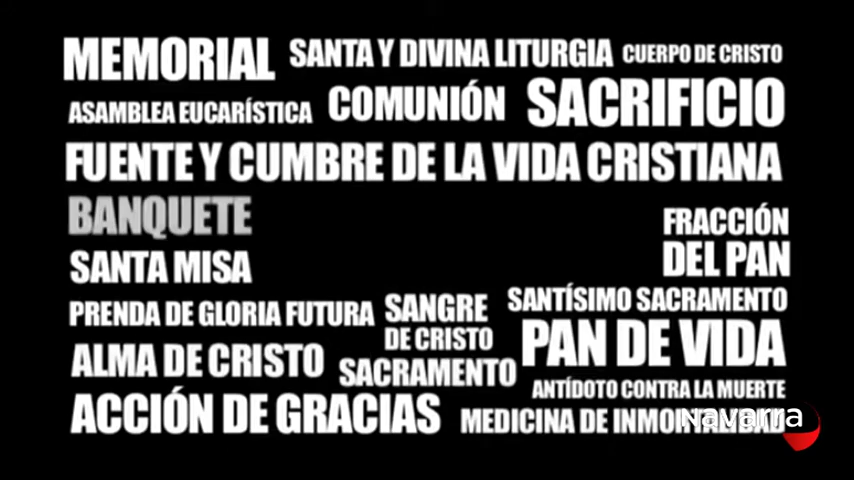 MEMORIAL SANTA Y DIVINA LITURGIA CUERPO DE CRISTO
ASAMBLEA EUCARÍSTICA COMUNIÓN SACRIFICIO
FUENTE Y CUMBRE DE LA VIDA CRISTIANA
BANQUETE
FRACCIÓN
DEL PAN
SANTA MISA
PRENDA DE GLORIA FUTURA
SANGRE
DE CRISTO
SANTÍSIMO SACRAMENTO
ALMA DE CRISTO
SACRAMENTO
PAN DE VIDA
ANTÍDOTO CONTRA LA MUERTE
ACCIÓN DE GRACIAS
MEDICINA DE INMORTALIDAD
Navarra